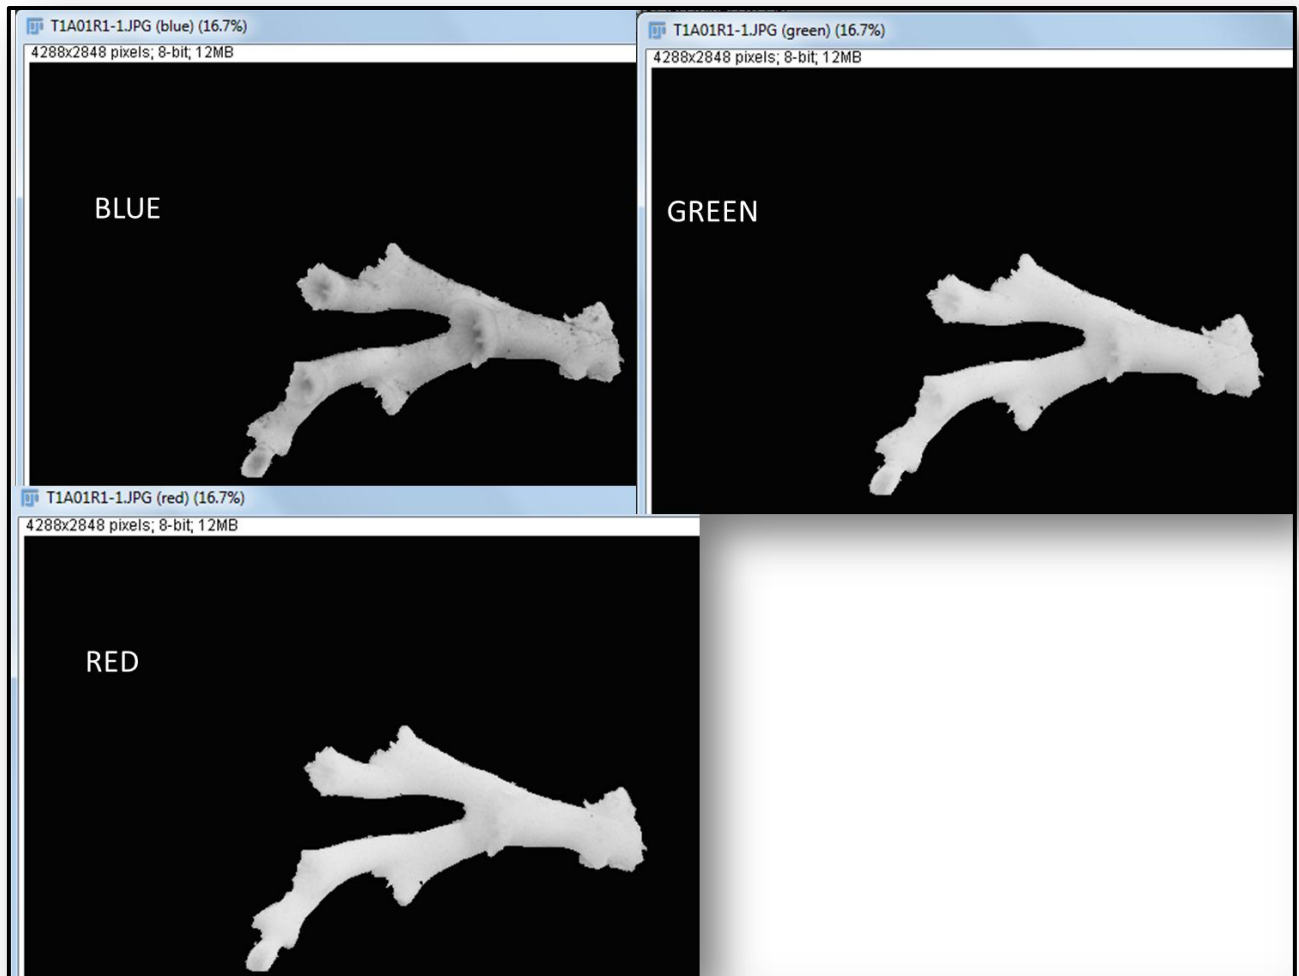 T1A01R1-1.JPG (blue) (16.7%)
4288x2848 pixels; 8-bit; 12MB
BLUE
T1A01R1-1.JPG (green) (16.7%)
4288x2848 pixels; 8-bit; 12MB
GREEN
T1A01R1-1.JPG (red) (16.7%)
4288x2848 pixels; 8-bit; 12MB
RED